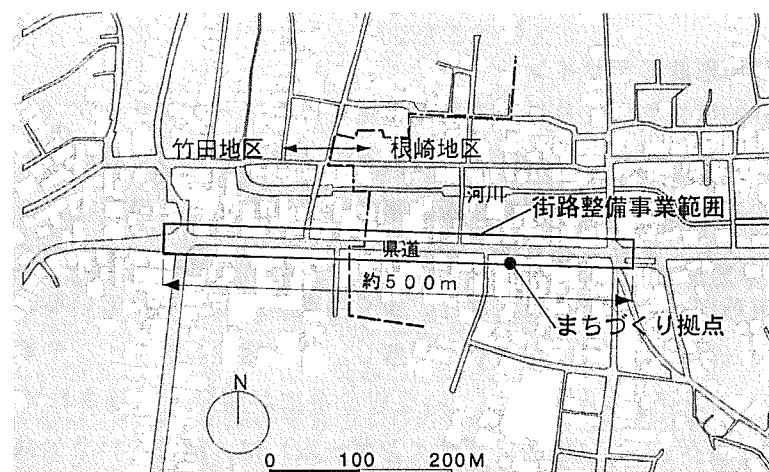 竹田地区
根崎地区
河川
街路整備事業範囲
県道
約500m
まちづくり拠点
N
0 100 200M